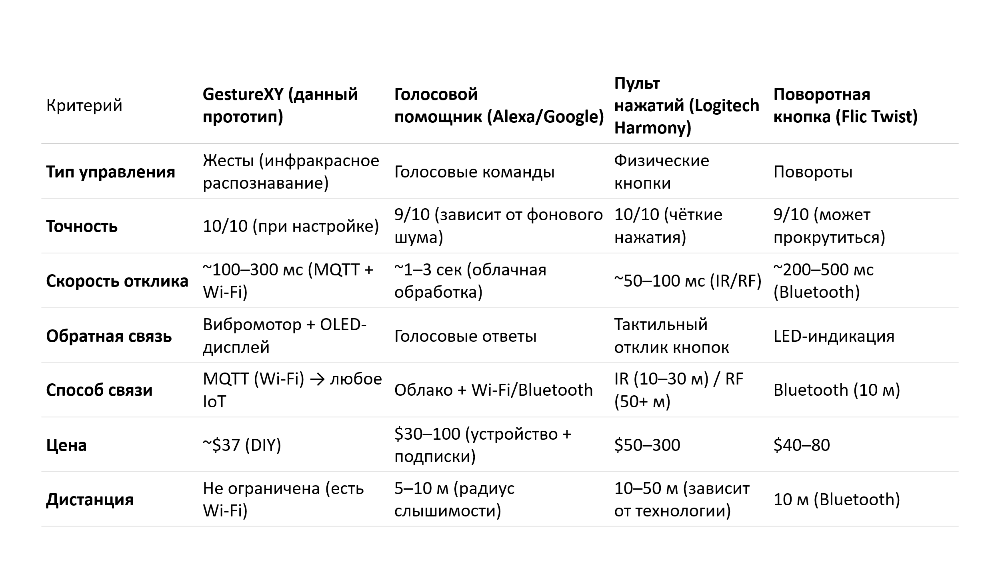 Критерий
GestureXY (данный
прототип)
Голосовой
помощник (Alexa/Google)
Пульт
нажатий (Logitech
Harmony)
Поворотная
кнопка (Flic Twist)
Тип управления
Жесты (инфракрасное
распознавание)
Голосовые команды
Физические
кнопки
Повороты
Точность
10/10 (при настройке)
9/10 (зависит от фонового
шума)
10/10 (чёткие
нажатия)
9/10 (может
прокрутиться)
Скорость отклика
~100–300 мс (MQTT +
Wi-Fi)
~1–3 сек (облачная
обработка)
~50–100 мс (IR/RF)
~200–500 мс
(Bluetooth)
Обратная связь
Вибромотор + OLED-
дисплей
Голосовые ответы
Тактильный
отклик кнопок
LED-индикация
Способ связи
MQTT (Wi-Fi) → любое
IoT
Облако + Wi-Fi/Bluetooth
IR (10–30 м) / RF
(50+ м)
Bluetooth (10 м)
Цена
~$37 (DIY)
$30–100 (устройство +
подписки)
$50–300
$40–80
Дистанция
Не ограничена (есть
Wi-Fi)
5–10 м (радиус
слышимости)
10–50 м (зависит
от технологии)
10 м (Bluetooth)